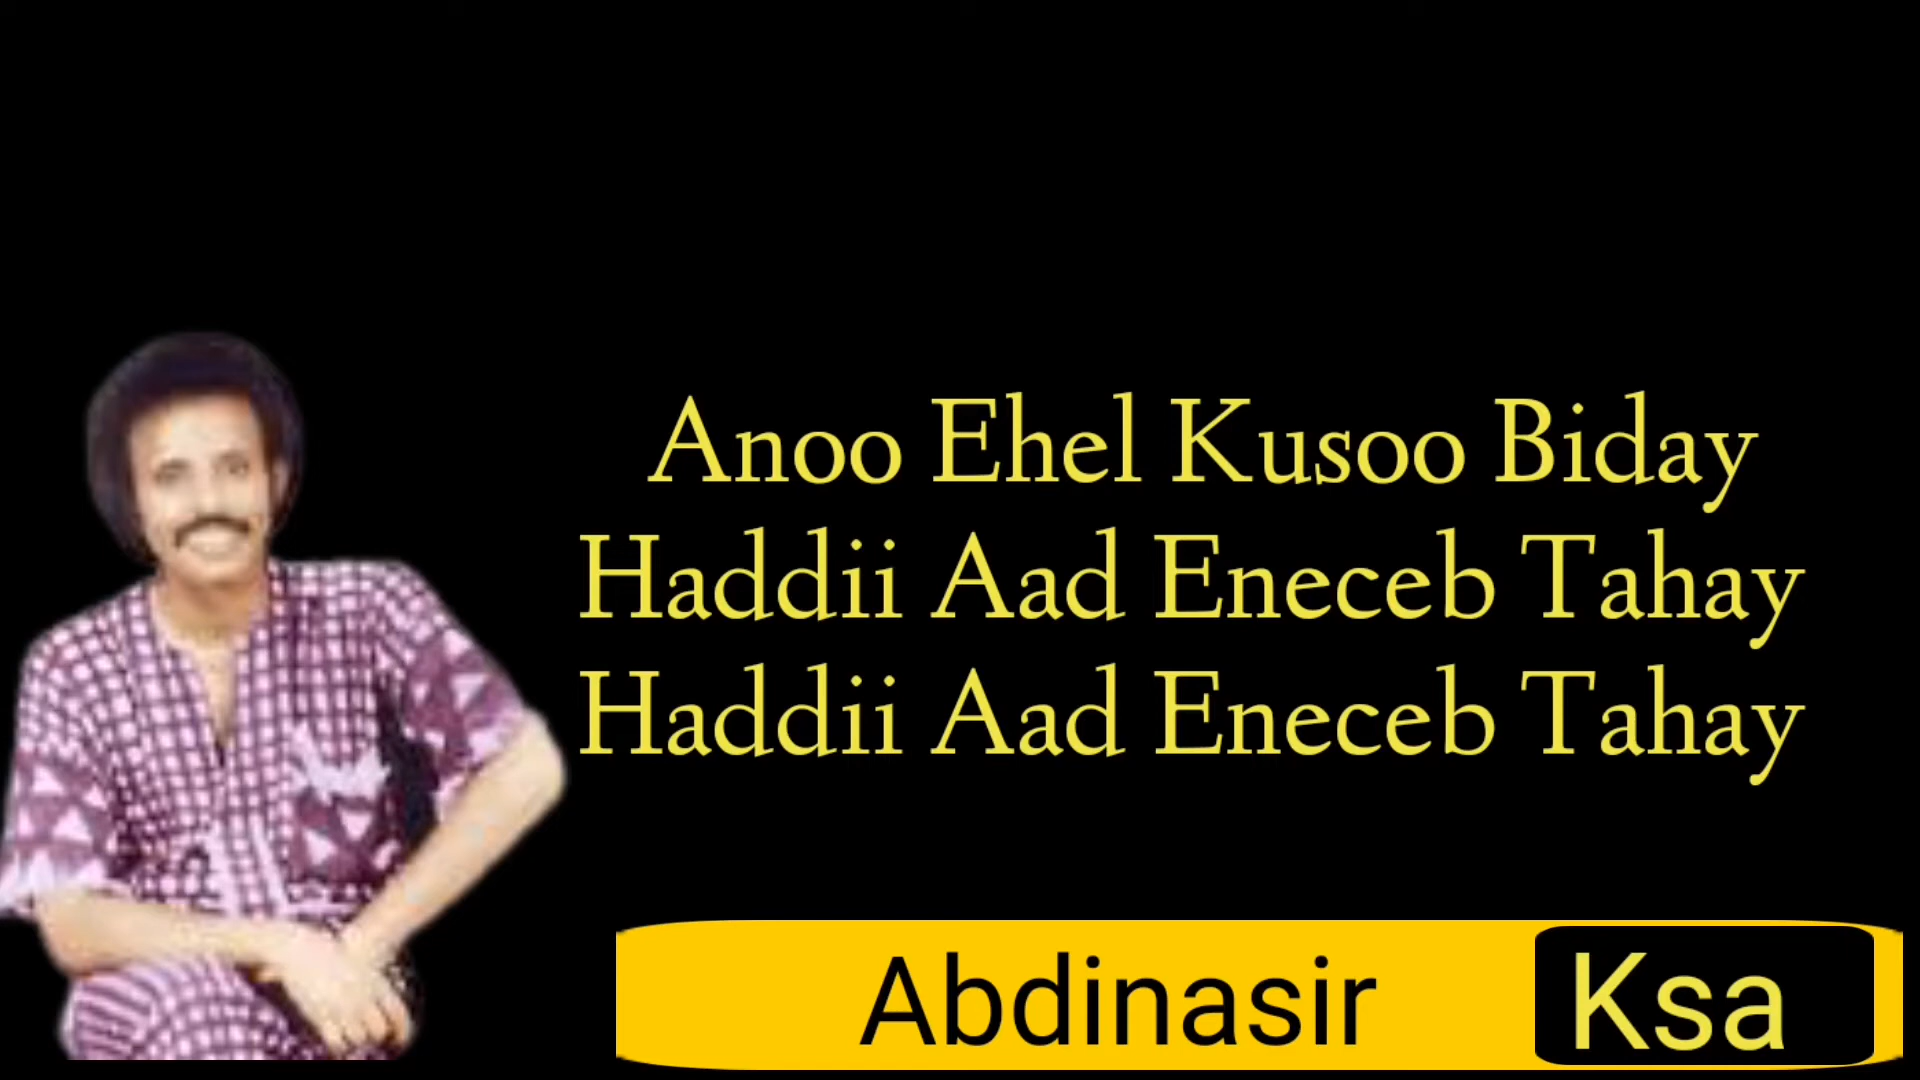 Anoo Ehel Kusoo Biday
Haddii Aad Eneceb Tahay
Haddii Aad Eneceb Tahay
Abdinasir Ksa